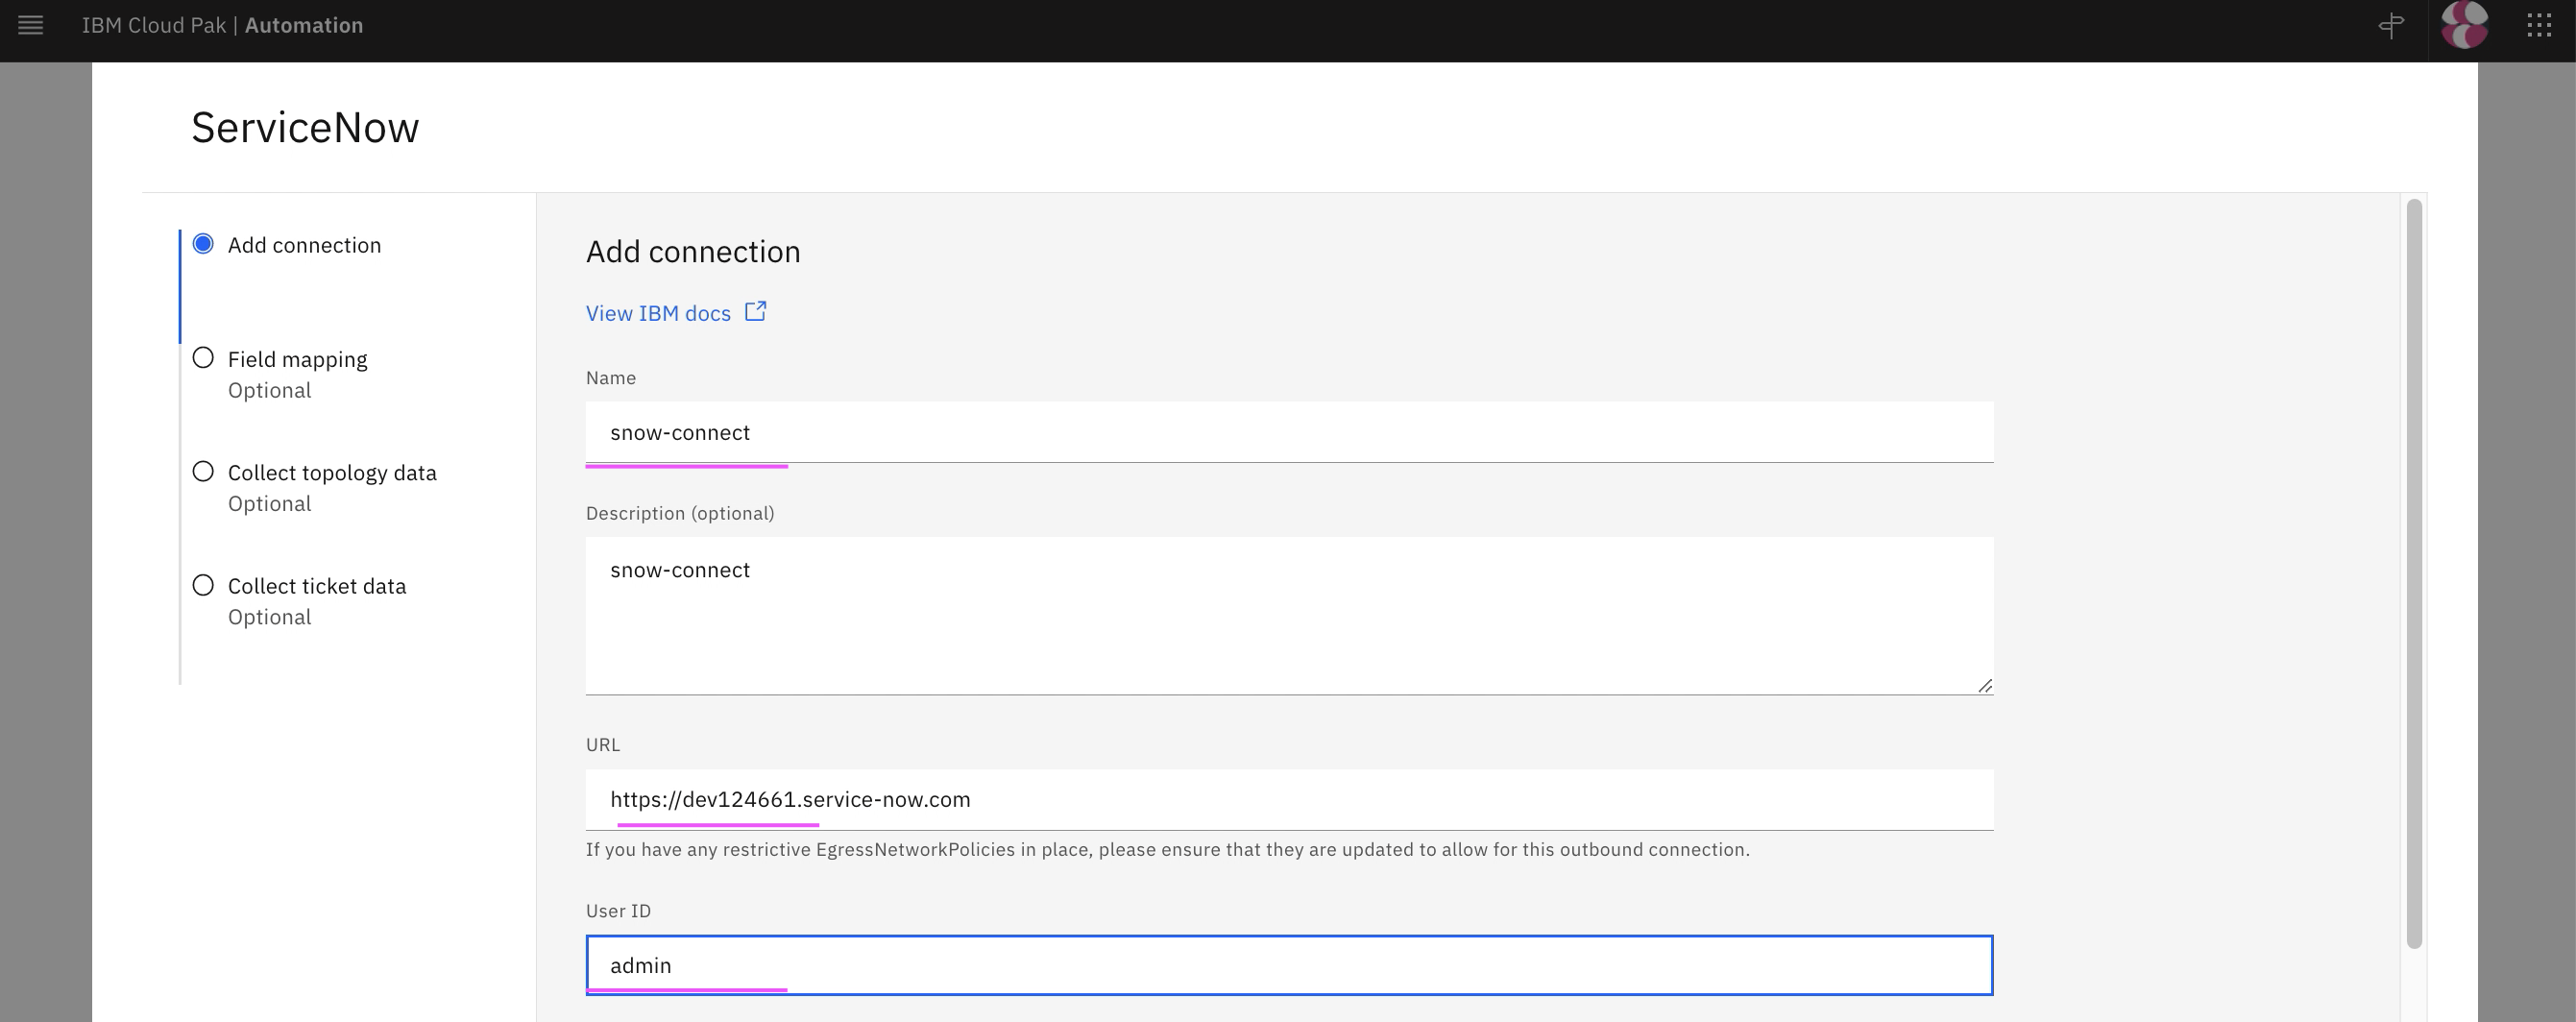 IBM Cloud Pak | Automation
ServiceNow
Add connection
Field mapping
Optional
Collect topology data
Optional
Collect ticket data
Optional
Add connection
View IBM docs
Name
snow-connect
Description (optional)
snow-connect
URL
https://dev124661.service-now.com
If you have any restrictive EgressNetworkPolicies in place, please ensure that they are updated to allow for this outbound connection.
User ID
admin